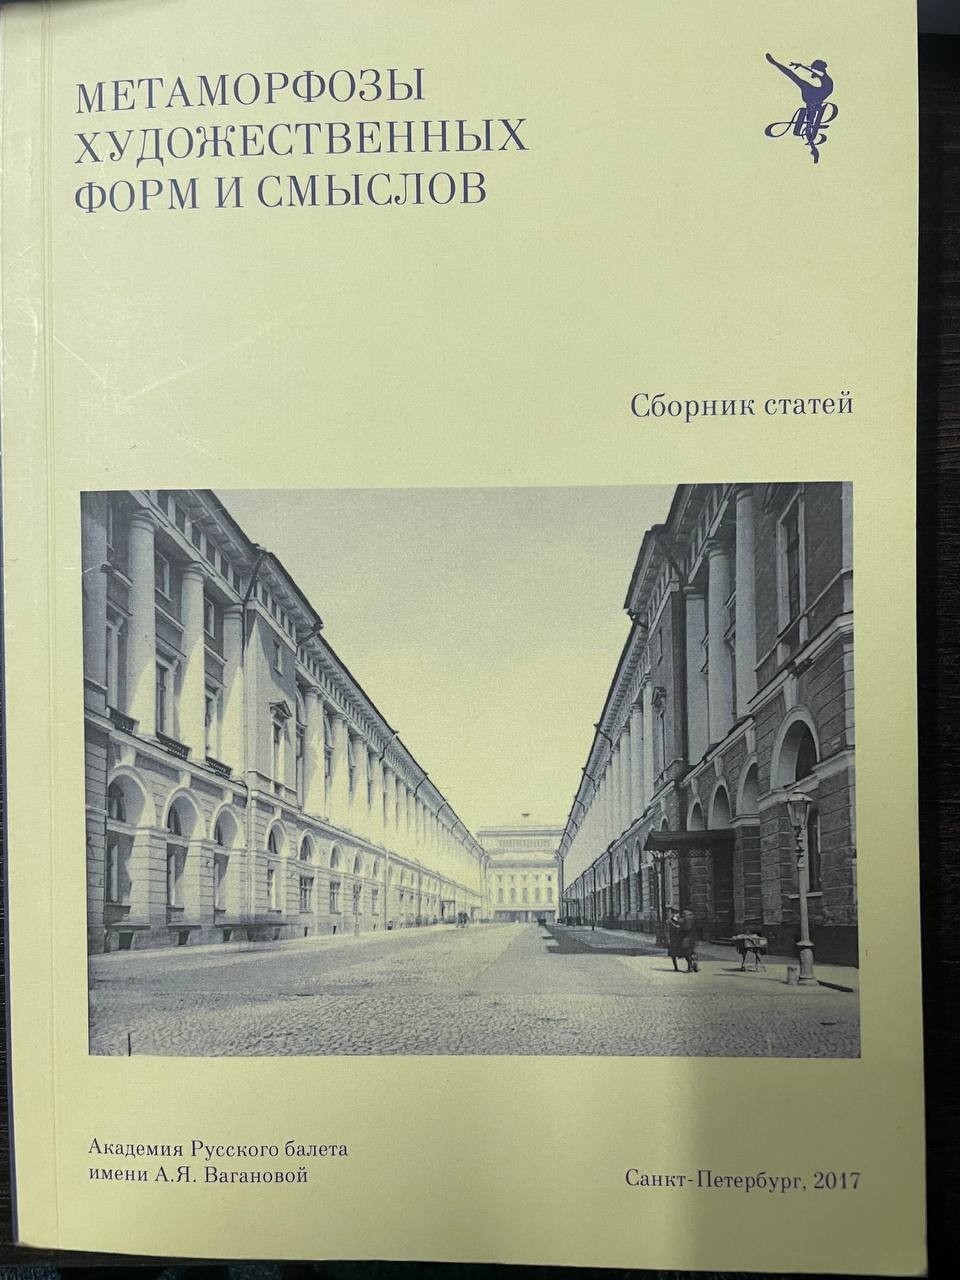 МЕТАМОРФОЗЫ
ХУДОЖЕСТВЕННЫХ
ФОРМ И СМЫСЛОВ
Сборник статей
Академия Русского балета
имени А.Я. Вагановой
Санкт-Петербург, 2017